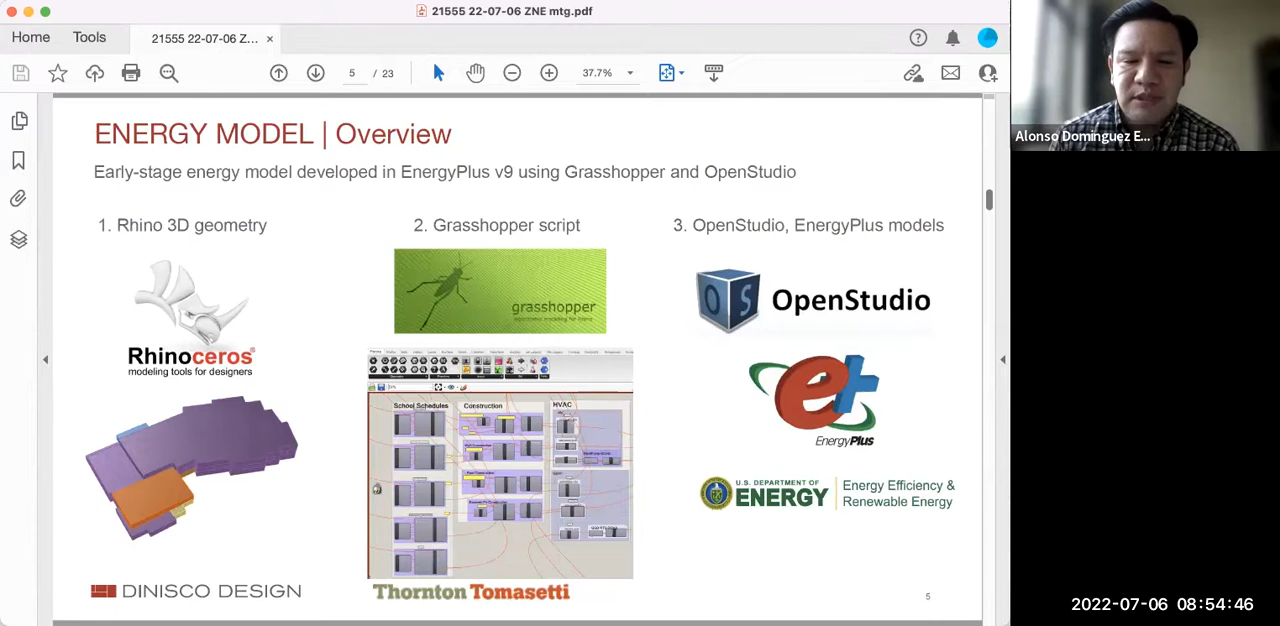 21555 22-07-06 ZNE mtg.pdf
Home
Tools
21555 22-07-06 Z...
5 / 23
37.7%
ENERGY MODEL | Overview
Early-stage energy model developed in EnergyPlus v9 using Grasshopper and OpenStudio
1. Rhino 3D geometry
2. Grasshopper script
3. OpenStudio, EnergyPlus models
Rhinoceros
modeling tools for designers
grasshopper
School Schedules
Construction
HVAC
OS OpenStudio
e+
EnergyPlus
U.S. DEPARTMENT OF
ENERGY
Energy Efficiency &
Renewable Energy
DINISCO DESIGN
Thornton Tomasetti
5
Alonso Dominguez E...
2022-07-06 08:54:46